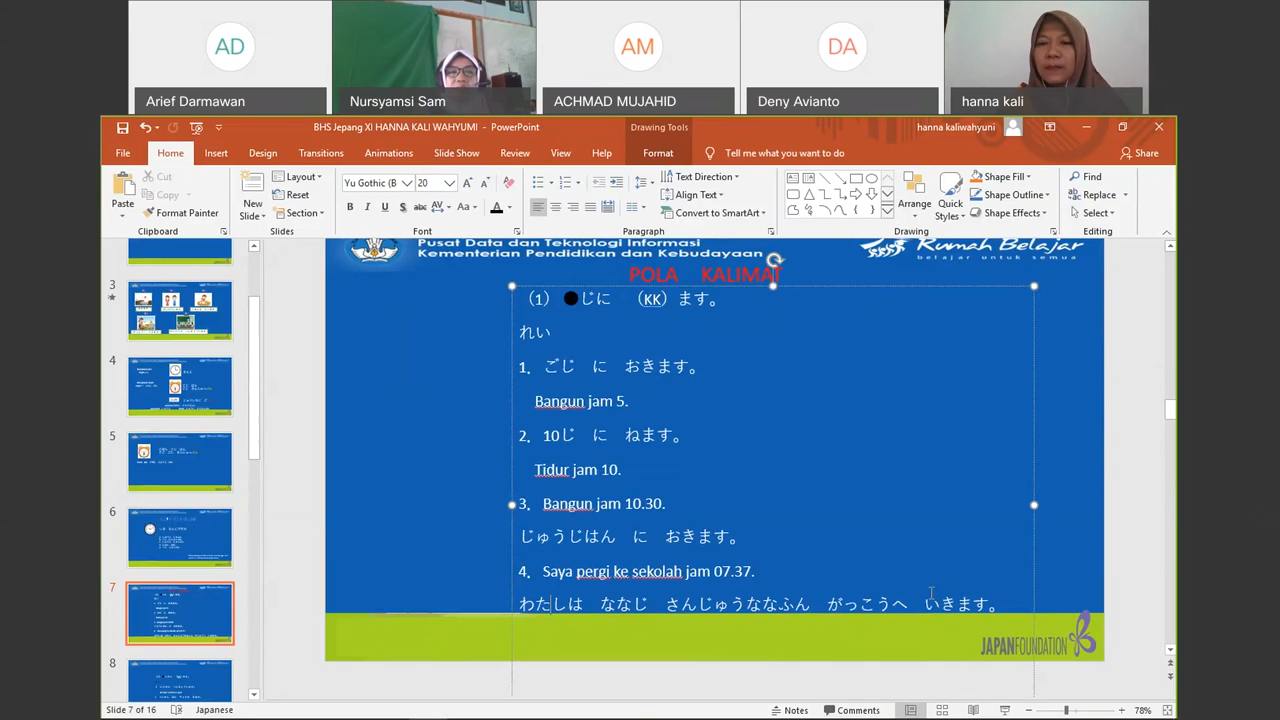 AD
AM
DA
Arief Darmawan
Nursyamsi Sam
ACHMAD MUJAHID
Deny Avianto
hanna kali
BHS Jepang XI HANNA KALI WAHYUMI - PowerPoint
Drawing Tools
hanna kaliwahyuni
File
Home
Insert
Design
Transitions
Animations
Slide Show
Review
View
Help
Format
Tell me what you want to do
Share
Paste
Cut
Copy
Format Painter
Clipboard
New
Slide
Layout
Reset
Section
Slides
Yu Gothic (B
20
B I U S abc AV Aa A
Font
Text Direction
Align Text
Convert to SmartArt
Paragraph
Arrange
Quick
Styles
Shape Fill
Shape Outline
Shape Effects
Drawing
Find
Replace
Select
Editing
3
4
5
6
7
8
Pusat Data dan Teknologi Informasi
Kementerian Pendidikan dan Kebudayaan
Rumah Belajar
belajar untuk semua
POLA KALIMAT
(1) ●じに (KK) ます。
れい
1. ごじ に おきます。
Bangun jam 5.
2. 10じ に ねます。
Tidur jam 10.
3. Bangun jam 10.30.
じゅうじはん に おきます。
4. Saya pergi ke sekolah jam 07.37.
わたしは ななじ さんじゅうななふん がっこうへ いきます。
JAPANFOUNDATION
Slide 7 of 16
Japanese
Notes
Comments
78%